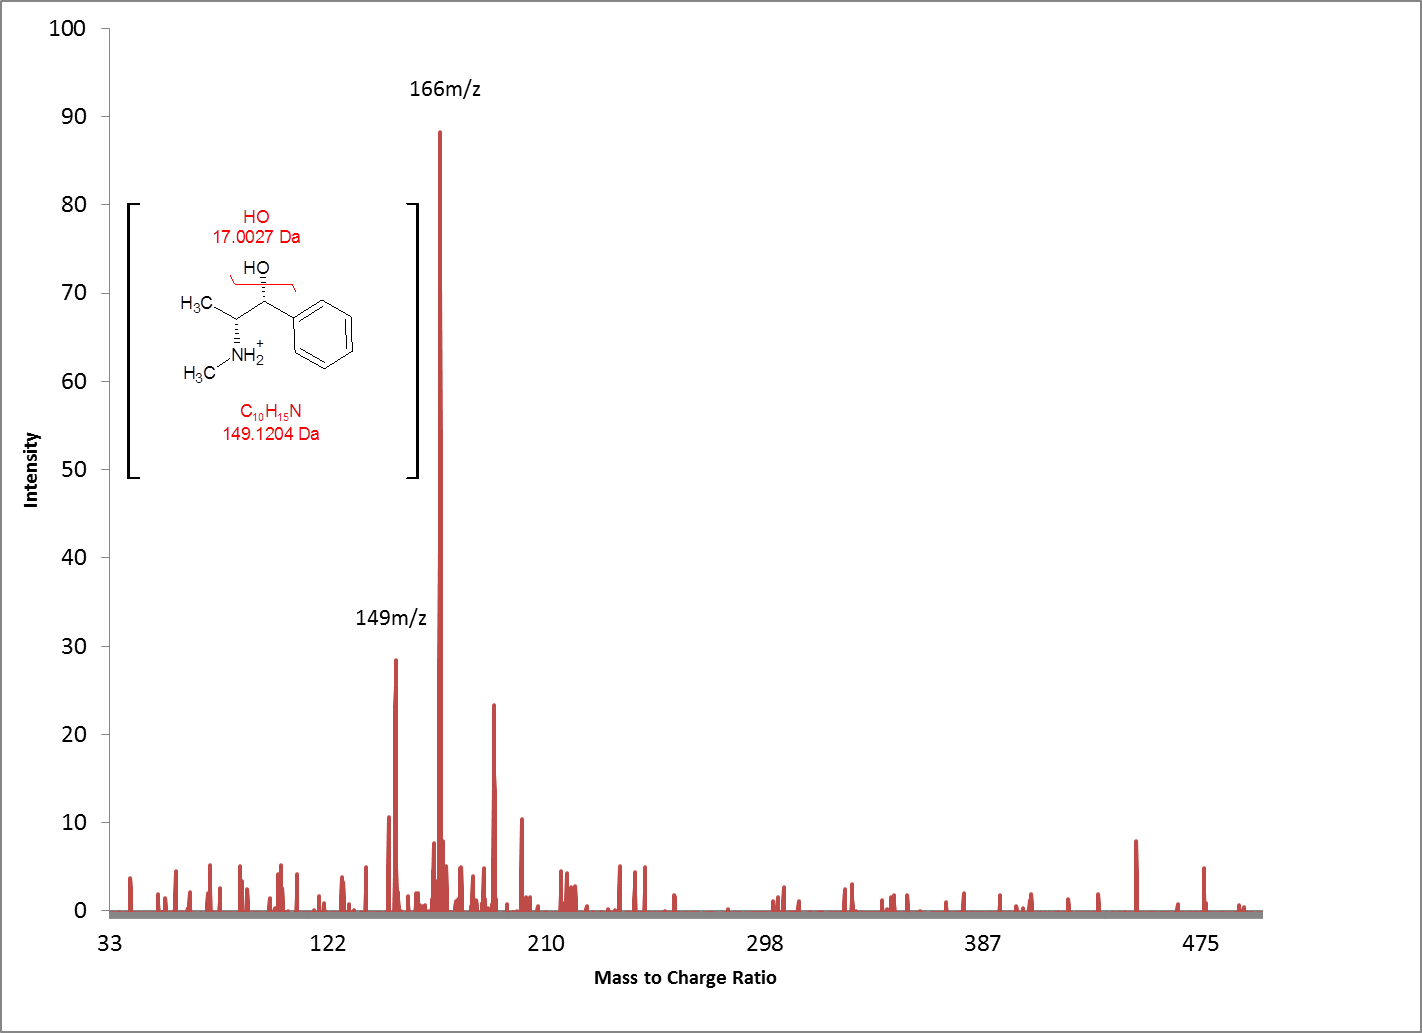 100
166m/z
90
80
HO
17.0027 Da
HO
70
H₃C
60
NH₂⁺
H₃C
C₁₀H₁₅N
149.1204 Da
50
Intensity
40
149m/z
30
20
10
0
33 122 210 298 387 475
Mass to Charge Ratio